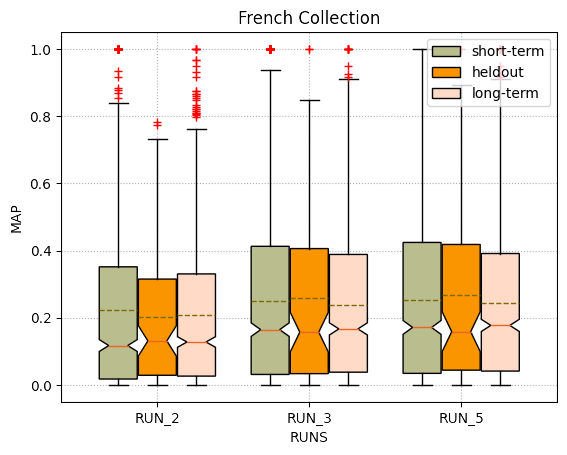 French Collection
short-term
heldout
long-term
MAP
1.0
0.8
0.6
0.4
0.2
0.0
RUN_2 RUN_3 RUN_5
RUNS